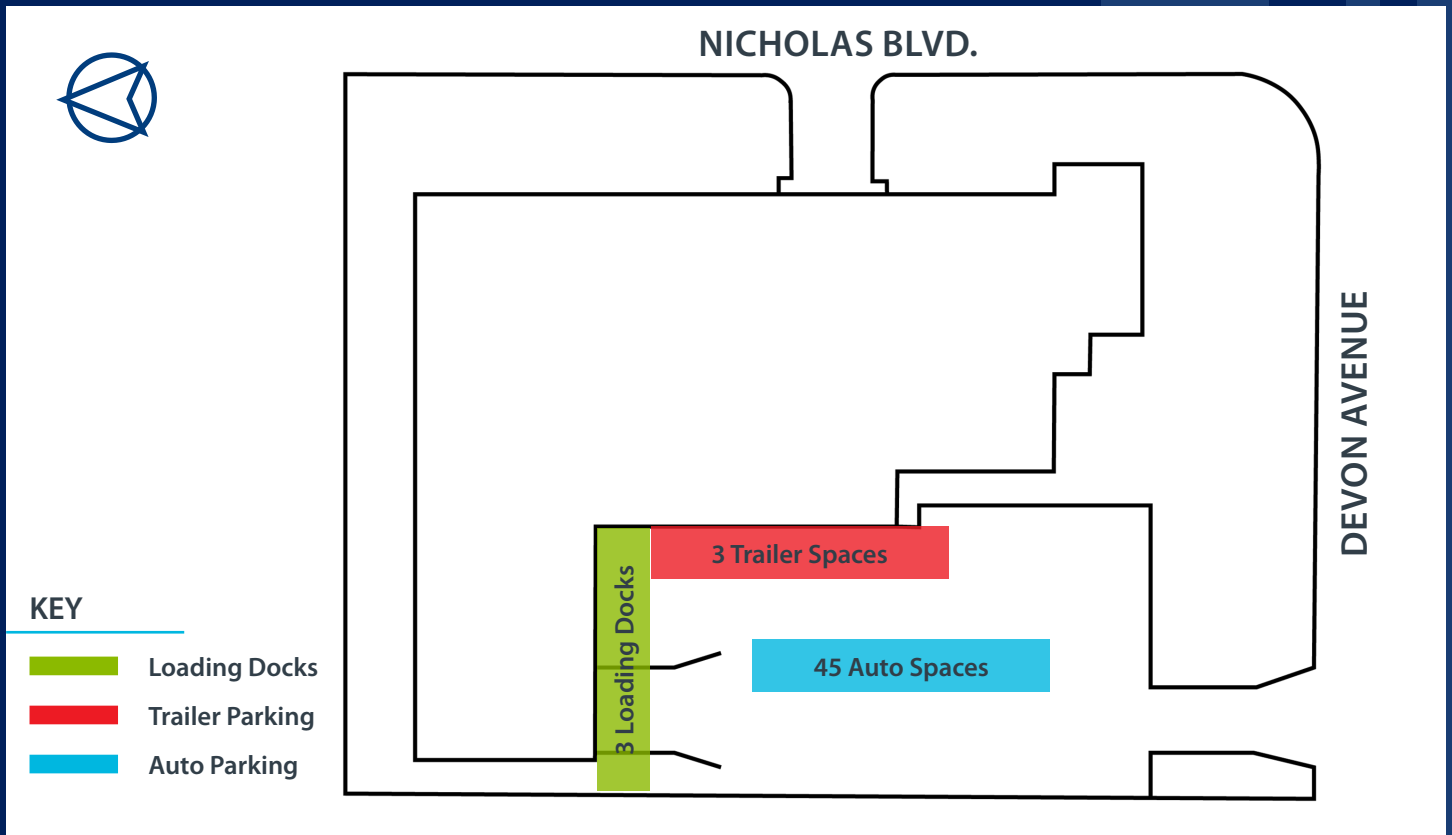 NICHOLAS BLVD.
DEVON AVENUE
3 Trailer Spaces
3 Loading Docks
45 Auto Spaces
KEY
Loading Docks
Trailer Parking
Auto Parking